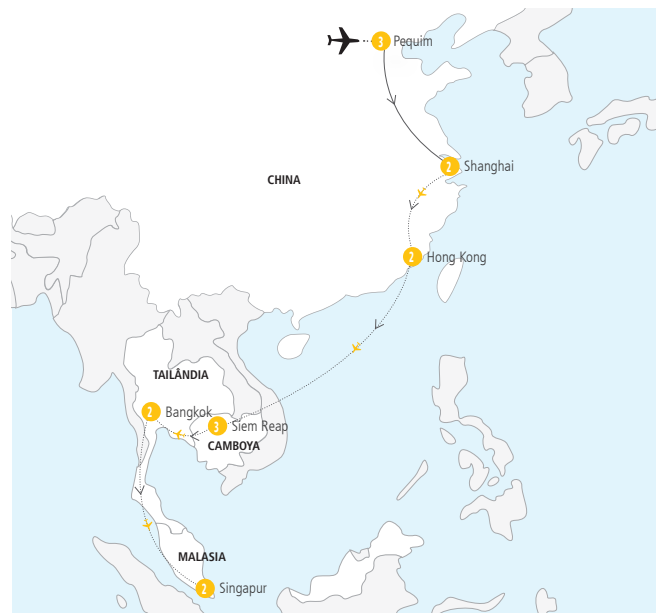 3 Pequim
2 Shanghai
CHINA
2 Hong Kong
TAILÂNDIA
2 Bangkok
3 Siem Reap
CAMBOYA
MALASIA
2 Singapur